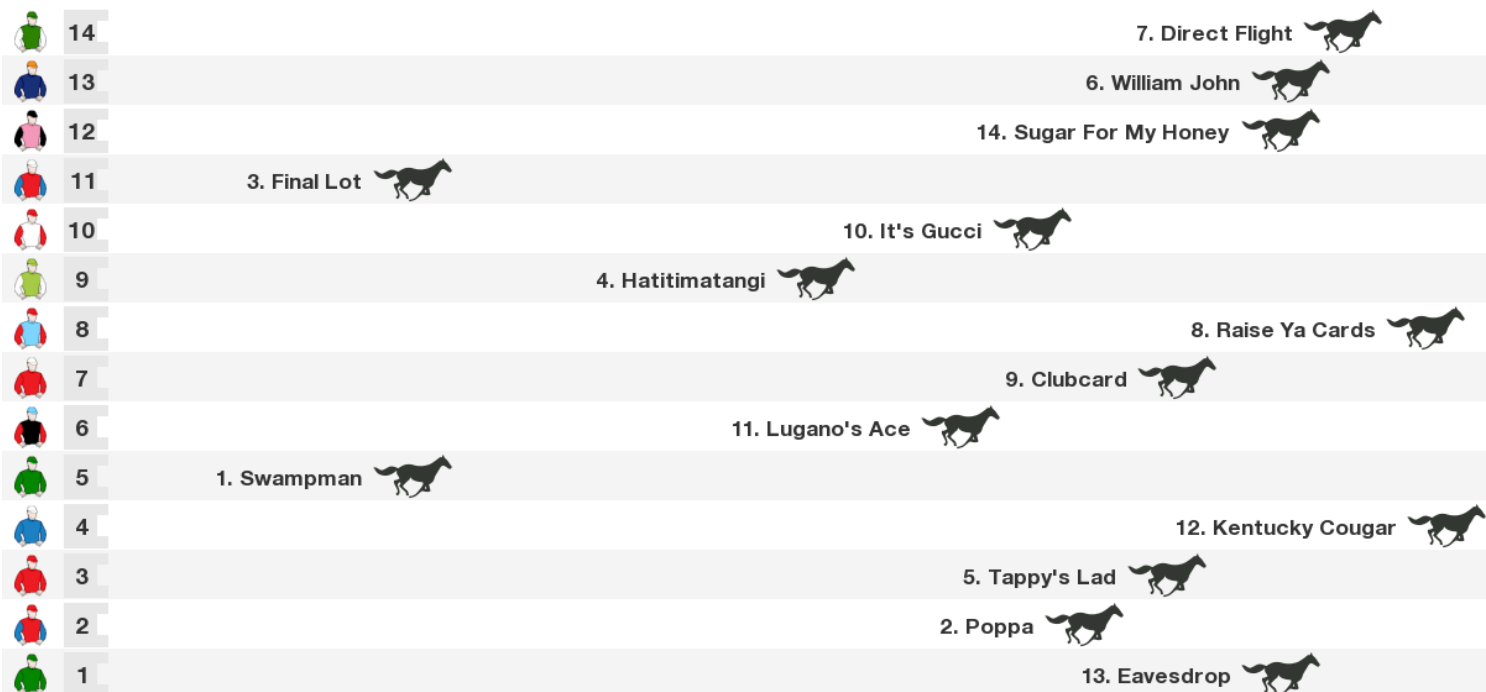 14 7. Direct Flight
13 6. William John
12 14. Sugar For My Honey
11 3. Final Lot
10 10. It's Gucci
9 4. Hatitimatangi
8 8. Raise Ya Cards
7 9. Clubcard
6 11. Lugano's Ace
5 1. Swampman
4 12. Kentucky Cougar
3 5. Tappy's Lad
2 2. Poppa
1 13. Eavesdrop